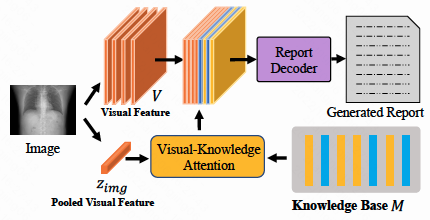 Visual Feature
V
Report
Decoder
Generated Report
Image
Visual-Knowledge
Attention
z_img
Pooled Visual Feature
Knowledge Base M